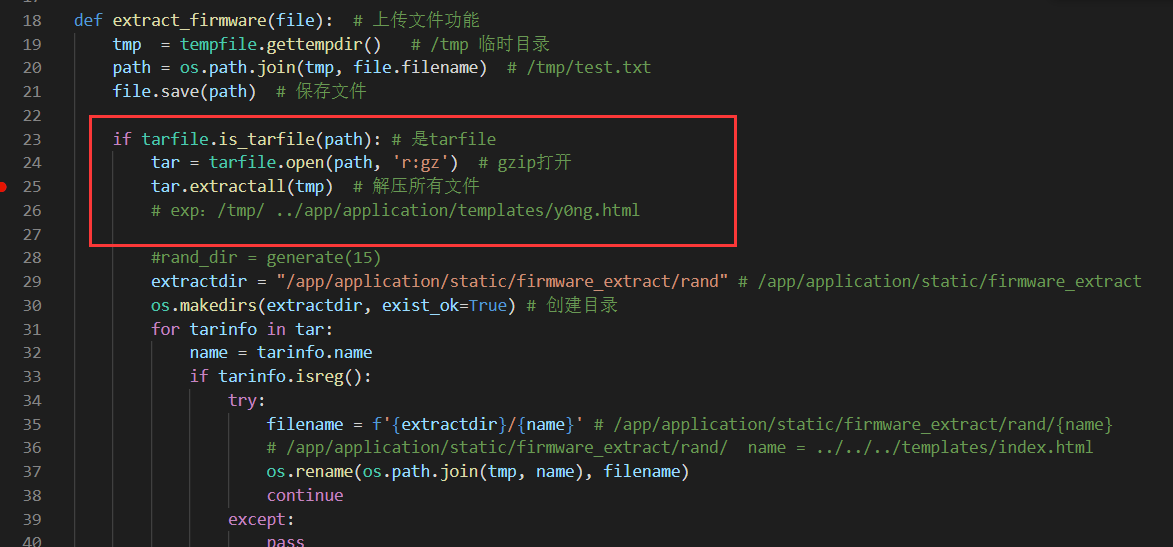 18 def extract_firmware(file):  # 上传文件功能
19     tmp  = tempfile.gettempdir()   # /tmp 临时目录
20     path = os.path.join(tmp, file.filename)  # /tmp/test.txt
21     file.save(path)  # 保存文件
22
23     if tarfile.is_tarfile(path): # 是tarfile
24         tar = tarfile.open(path, 'r:gz')  # gzip打开
25         tar.extractall(tmp)  # 解压所有文件
26         # exp：/tmp/ ../app/application/templates/y0ng.html
27
28         #rand_dir = generate(15)
29         extractdir = "/app/application/static/firmware_extract/rand" # /app/application/static/firmware_extract
30         os.makedirs(extractdir, exist_ok=True) # 创建目录
31         for tarinfo in tar:
32             name = tarinfo.name
33             if tarinfo.isreg():
34                 try:
35                     filename = f'{extractdir}/{name}' # /app/application/static/firmware_extract/rand/{name}
36                     # /app/application/static/firmware_extract/rand/  name = ../../../templates/index.html
37                     os.rename(os.path.join(tmp, name), filename)
38                     continue
39                 except:
40                     pass